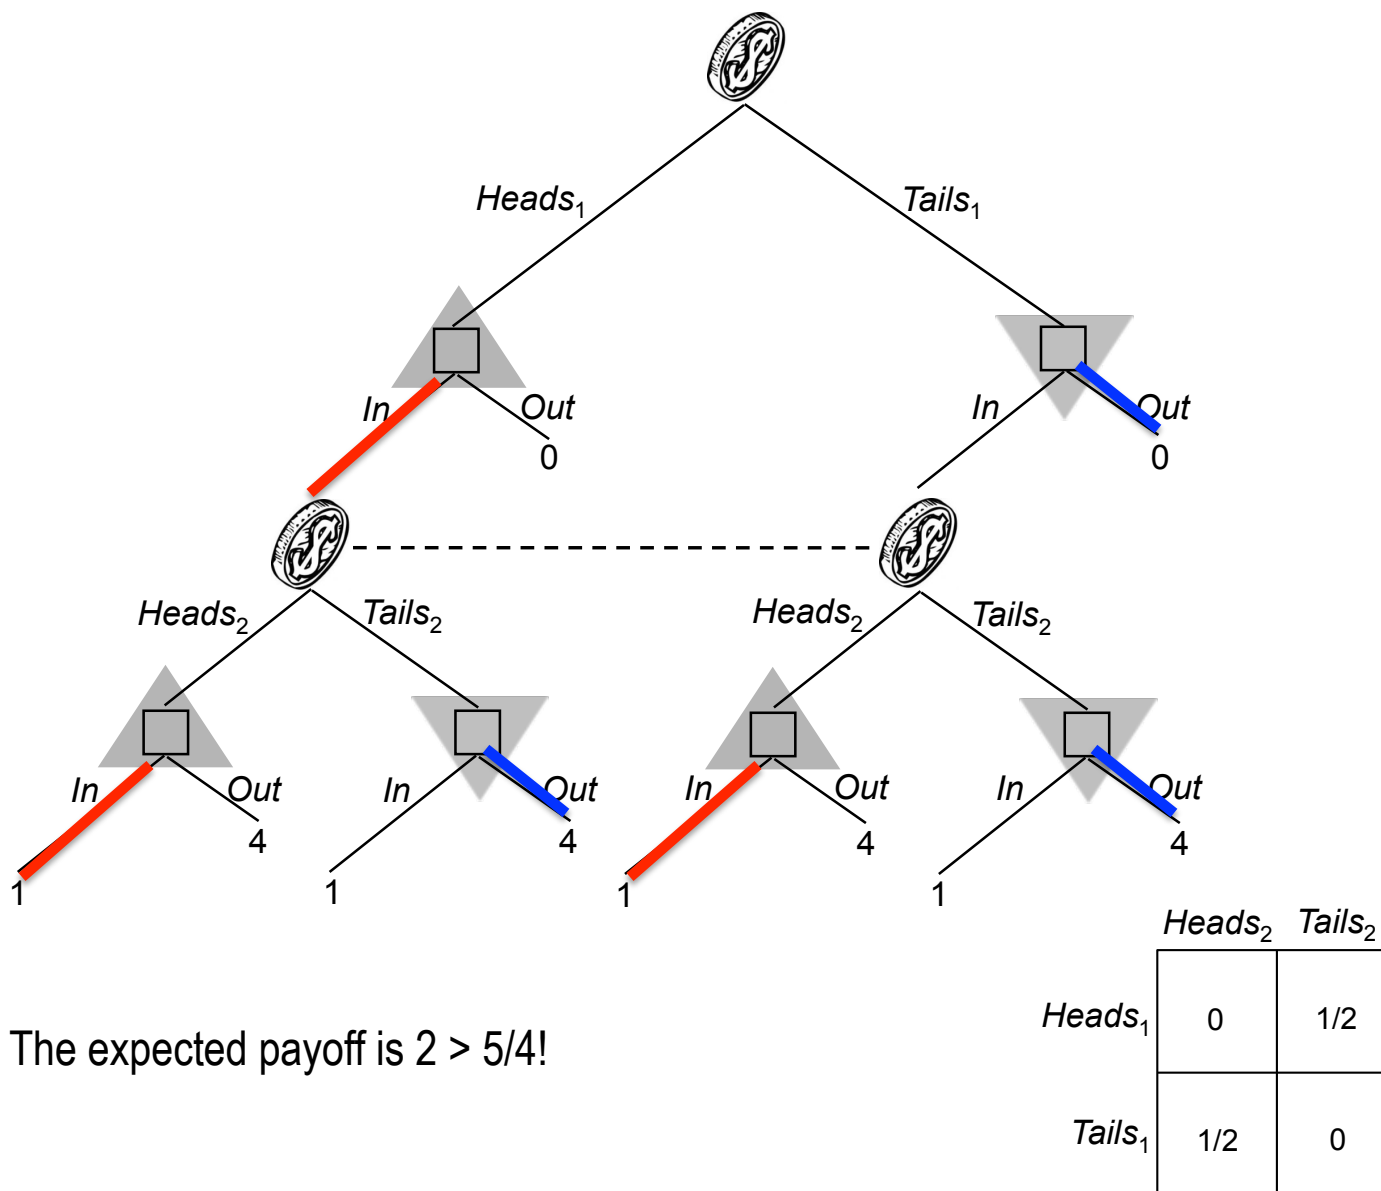 Heads₁ Tails₁
In Out In Out
0 0
Heads₂ Tails₂ Heads₂ Tails₂
In Out In Out In Out In Out
4 4 4 4
1 1 1 1
Heads₂ Tails₂
Heads₁ 0 1/2
The expected payoff is 2 > 5/4!
Tails₁ 1/2 0